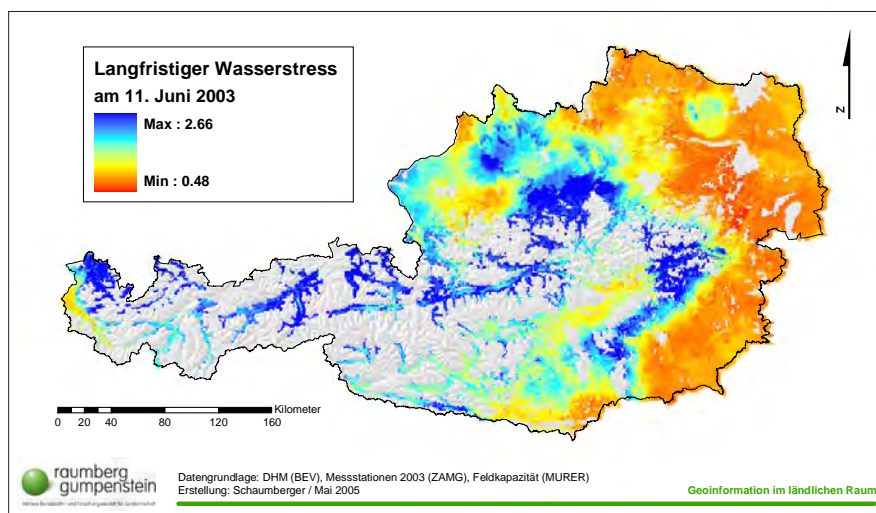 Langfristiger Wasserstress
am 11. Juni 2003
Max : 2.66
Min : 0.48
N
0 10 20 40 80 120 160
Kilometer
raumberg
gumpenstein
Datengrundlage: DHM (BEV), Messstationen 2003 (ZAMG), Feldkapazität (MURER)
Erstellung: Schaumberger / Mai 2005
Geoinformation im ländlichen Raum